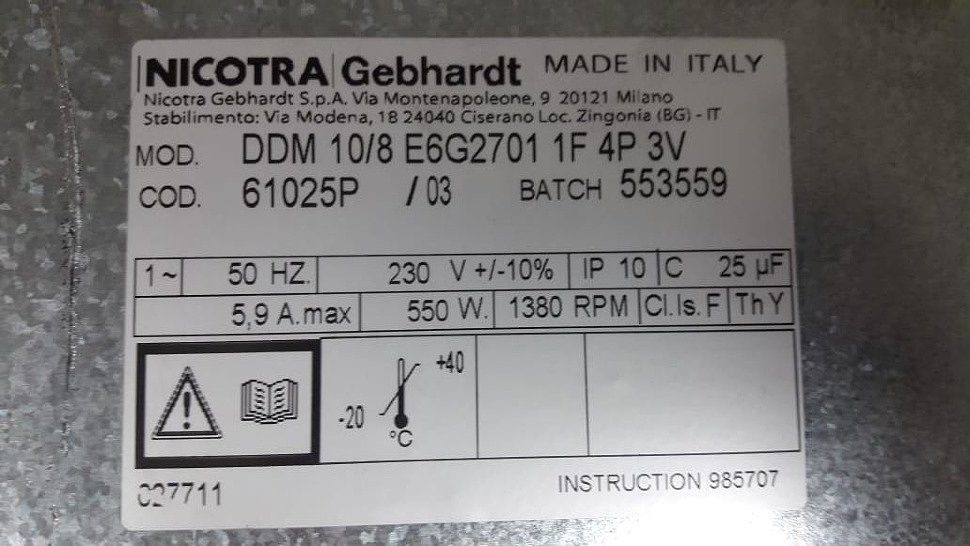 NICOTRA Gebhardt MADE IN ITALY
Nicotra Gebhardt S.p.A. Via Montenapoleone, 9 20121 Milano
Stabilimento: Via Modena, 18 24040 Ciserano Loc. Zingonia (BG) - IT
MOD. DDM 10/8 E6G2701 1F 4P 3V
COD. 61025P / 03 BATCH 553559
1~ 50 HZ. 230 V +/-10% IP 10 C 25 µF
5,9 A.max 550 W. 1380 RPM Cl.Is. F Th Y
+40
-20
°C
027711 INSTRUCTION 985707